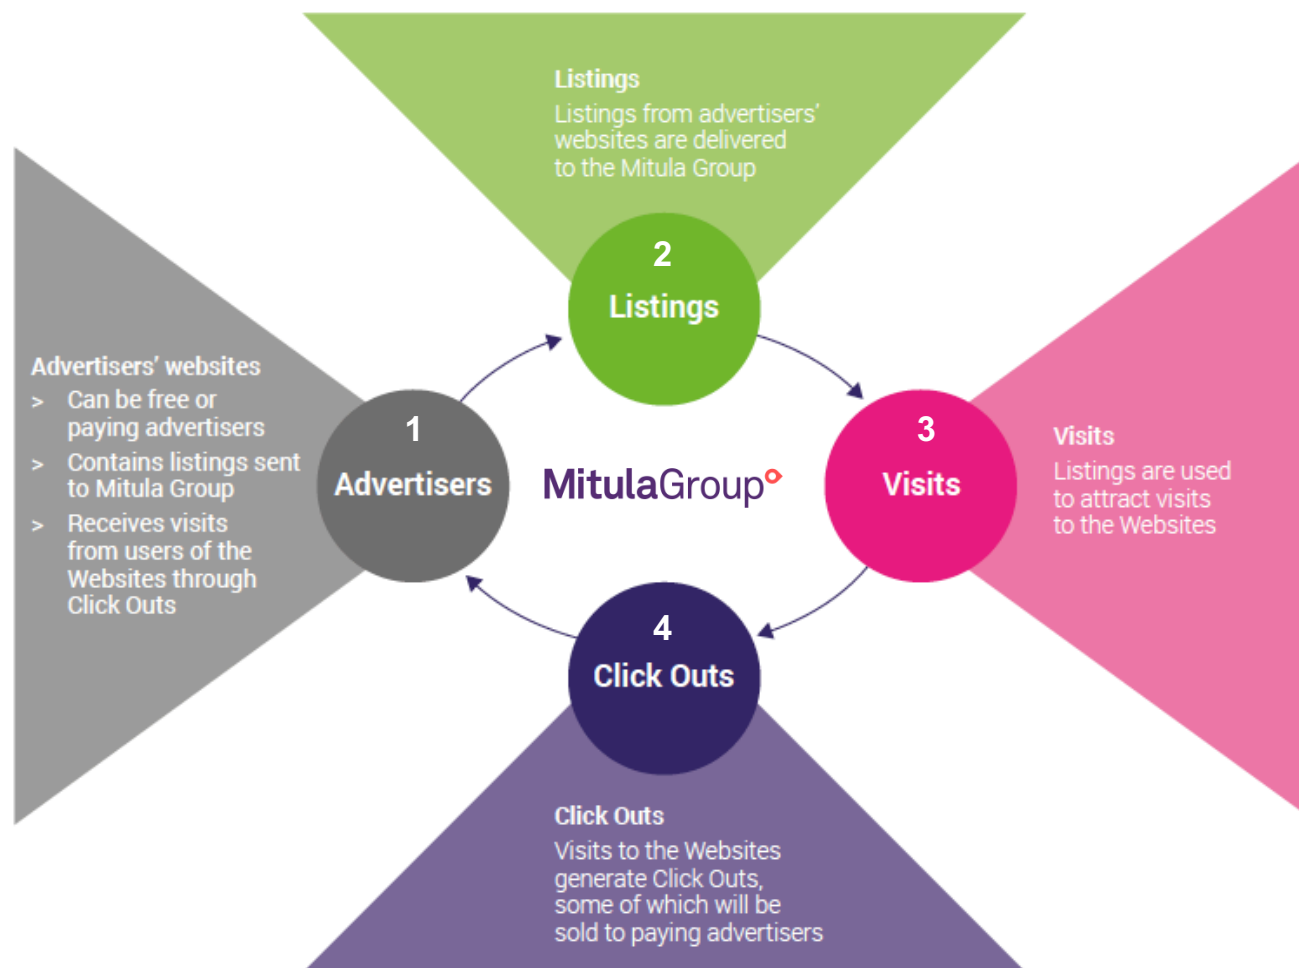 Listings
Listings from advertisers’
websites are delivered
to the Mitula Group
2
Listings
Advertisers’ websites
> Can be free or
paying advertisers
> Contains listings sent
to Mitula Group
> Receives visits
from users of the
Websites through
Click Outs
1
Advertisers
MitulaGroup
3
Visits
Visits
Listings are used
to attract visits
to the Websites
4
Click Outs
Click Outs
Visits to the Websites
generate Click Outs,
some of which will be
sold to paying advertisers